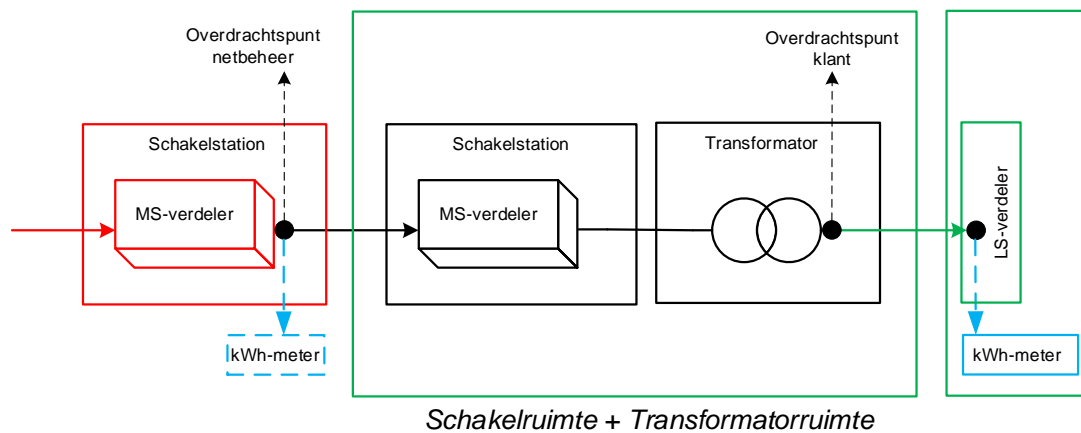 Overdrachtspunt
netbeheer
Overdrachtspunt
klant
Schakelstation
Schakelstation
Transformator
MS-verdeler
MS-verdeler
LS-verdeler
kWh-meter
kWh-meter
Schakelruimte + Transformatorruimte